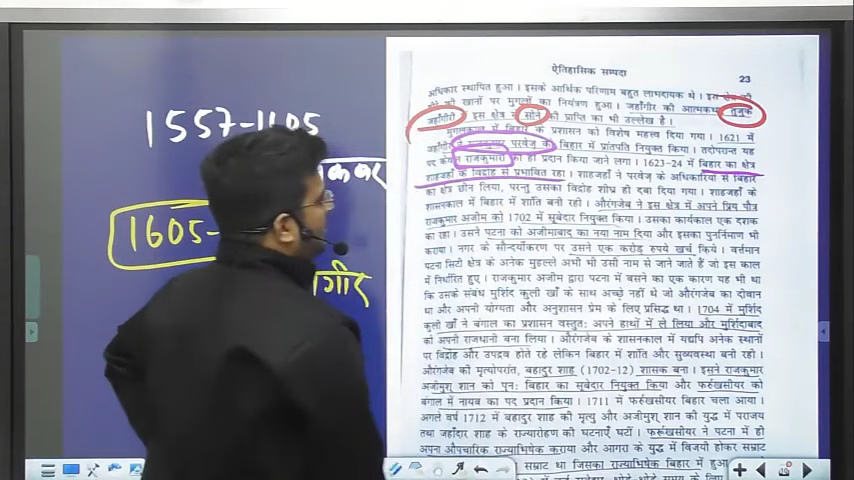 1557-1605
1605-
ऐतिहासिक सम्पदा
23
अधिकार स्थापित हुआ । इसके आर्थिक परिणाम बहुत लाभदायक थे । इस
की खानों पर मुगलों का नियंत्रण हुआ । जहाँगीर की आत्मकथा तुजुक
जहाँगीरी इस क्षेत्र सोने की प्राप्ति का भी उल्लेख है ।
मुगलकाल में बिहार के प्रशासन को विशेष महत्त्व दिया गया । 1621 में
राजकुमार परवेज को बिहार में प्रांतपति नियुक्त किया । तदोपरान्त यह
पद केवल राजकुमारों को ही प्रदान किया जाने लगा । 1623-24 में बिहार का क्षेत्र
शाहजहाँ के विद्रोह से प्रभावित रहा । शाहजहाँ ने परवेज के अधिकारियों से बिहार
का क्षेत्र छीन लिया, परन्तु उसका विद्रोह शीघ्र ही दबा दिया गया । शाहजहाँ के
शासनकाल में बिहार में शाँति बनी रही । औरंगजेब ने इस क्षेत्र में अपने प्रिय पौत्र
राजकुमार अजीम को 1702 में सूबेदार नियुक्त किया । उसका कार्यकाल एक दशक
का रहा । उसने पटना को अजीमाबाद का नया नाम दिया और इसका पुनर्निमाण भी
कराया । नगर के सौन्दर्यीकरण पर उसने एक करोड़ रुपये खर्च किये । वर्त्तमान
पटना सिटी क्षेत्र के अनेक मुहल्ले अभी भी उसी नाम से जाने जाते हैं जो इस काल
में निर्धारित हुए । राजकुमार अजीम द्वारा पटना में बसने का एक कारण यह भी था
कि उसके संबंध मुर्शिद कुली खाँ के साथ अच्छे नहीं थे जो औरंगजेब का दीवान
था और अपनी योग्यता और अनुशासन प्रेम के लिए प्रसिद्ध था । 1704 में मुर्शिद
कुली खाँ ने बंगाल का प्रशासन वस्तुत: अपने हाथों में ले लिया और मुर्शिदाबाद
को अपनी राजधानी बना लिया । औरंगजेब के शासनकाल में यद्यपि अनेक स्थानों
पर विद्रोह और उपद्रव होते रहे लेकिन बिहार में शाँति और सुव्यवस्था बनी रही ।
औरंगजेब की मृत्योपरांत, बहादुर शाह (1702-12) शासक बना । इसने राजकुमार
अजीमुश् शान को पुन: बिहार का सूबेदार नियुक्त किया और फर्रुखसीयर को
बंगाल में नायब का पद प्रदान किया । 1711 में फर्रुखसीयर बिहार चला आया ।
अगले वर्ष 1712 में बहादुर शाह की मृत्यु और अजीमुश् शान की युद्ध में पराजय
तथा जहाँदार शाह के राज्यारोहण की घटनाएँ घटीं । फर्रूखसीयर ने पटना में ही
अपना औपचारिक राज्याभिषेक कराया और आगरा के युद्ध में विजयी होकर सम्राट
सम्राट था जिसका राज्याभिषेक बिहार में हुआ